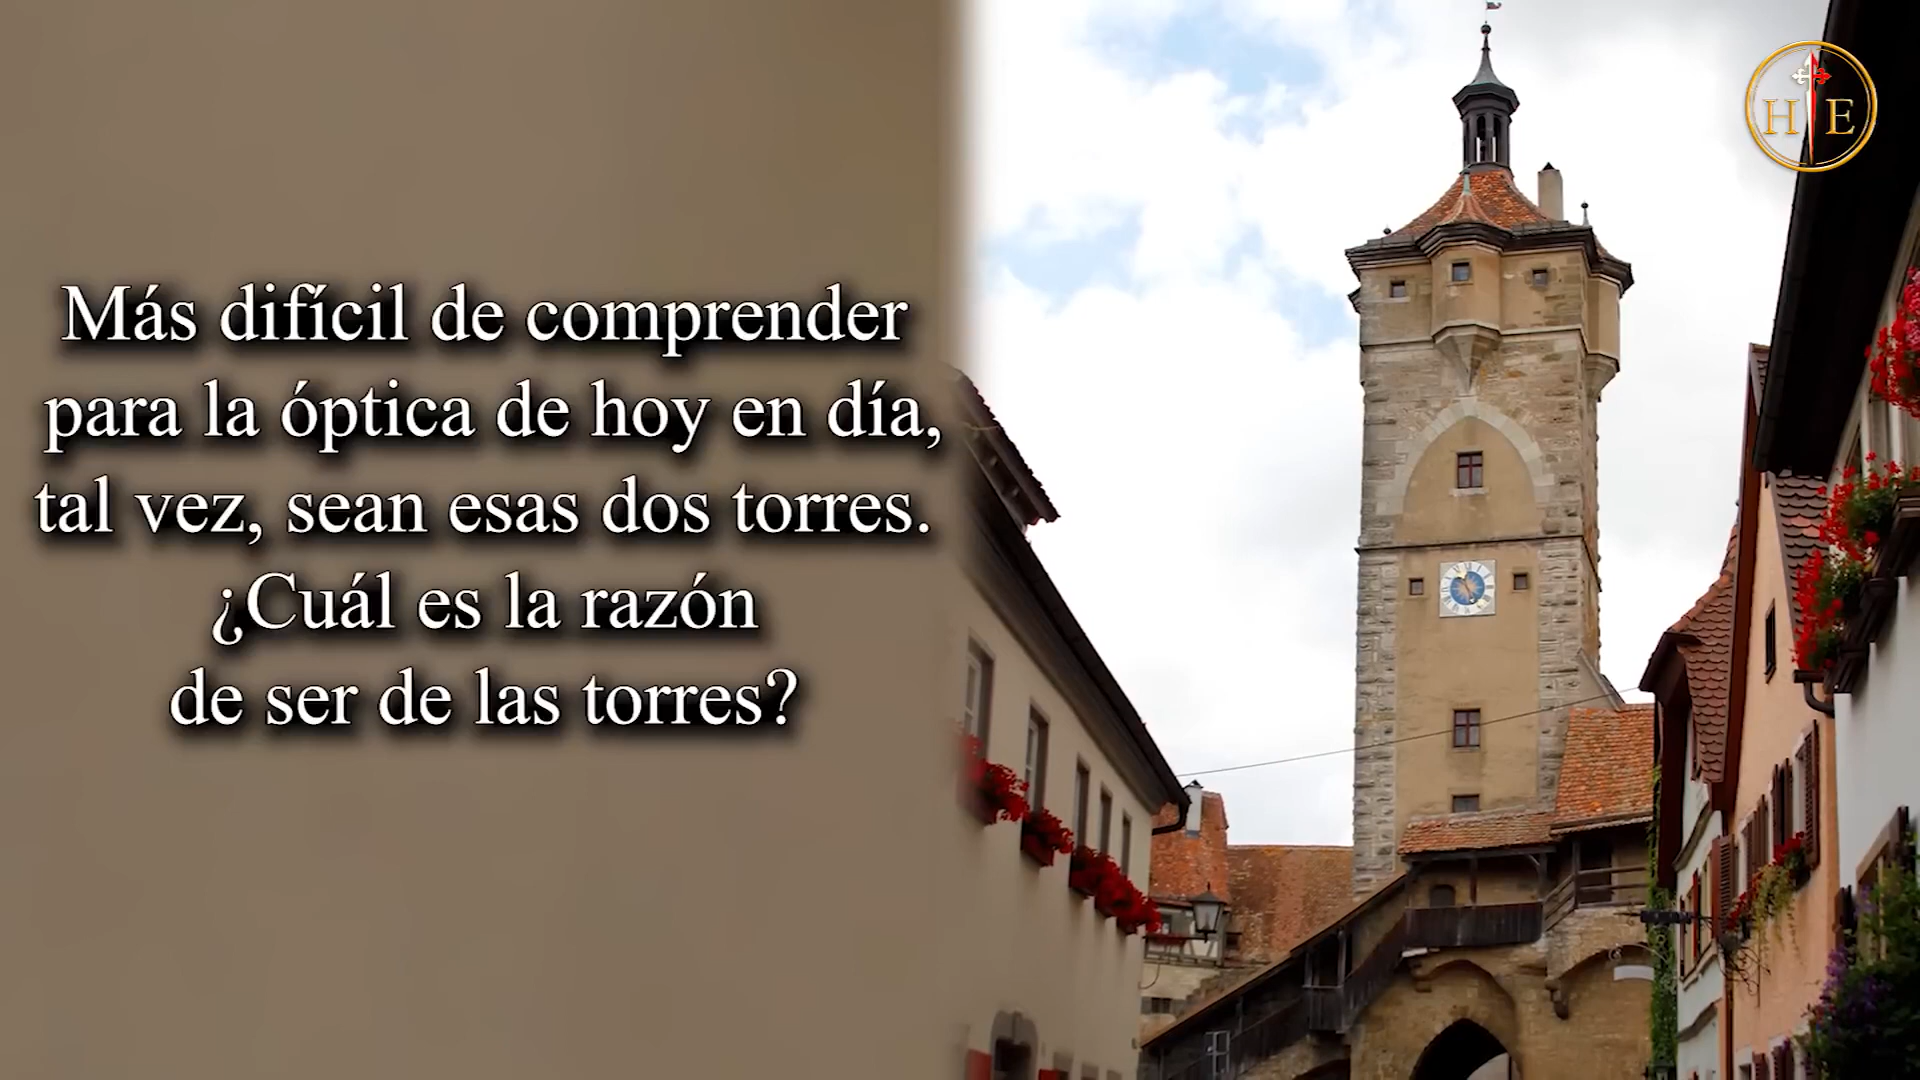 Más difícil de comprender
para la óptica de hoy en día,
tal vez, sean esas dos torres.
¿Cuál es la razón
de ser de las torres?
H E